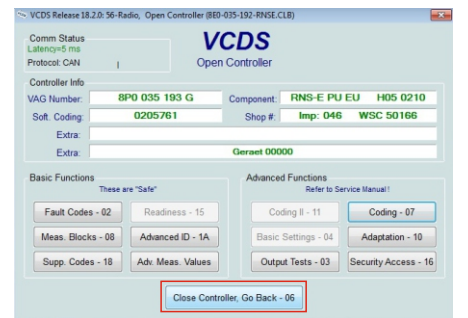 VCDS Release 18.2.0: 56-Radio, Open Controller (8E0-035-192-RNSE.CLB)
Comm Status
Latency=5 ms
Protocol: CAN
VCDS
Open Controller
Controller Info
VAG Number: 8P0 035 193 G Component: RNS-E PU EU H05 0210
Soft. Coding: 0205761 Shop #: Imp: 046 WSC 50166
Extra:
Extra: Geraet 00000
Basic Functions
These are "Safe"
Fault Codes - 02 Readiness - 15
Meas. Blocks - 08 Advanced ID - 1A
Supp. Codes - 18 Adv. Meas. Values
Advanced Functions
Refer to Service Manual!
Coding II - 11 Coding - 07
Basic Settings - 04 Adaptation - 10
Output Tests - 03 Security Access - 16
Close Controller, Go Back - 06